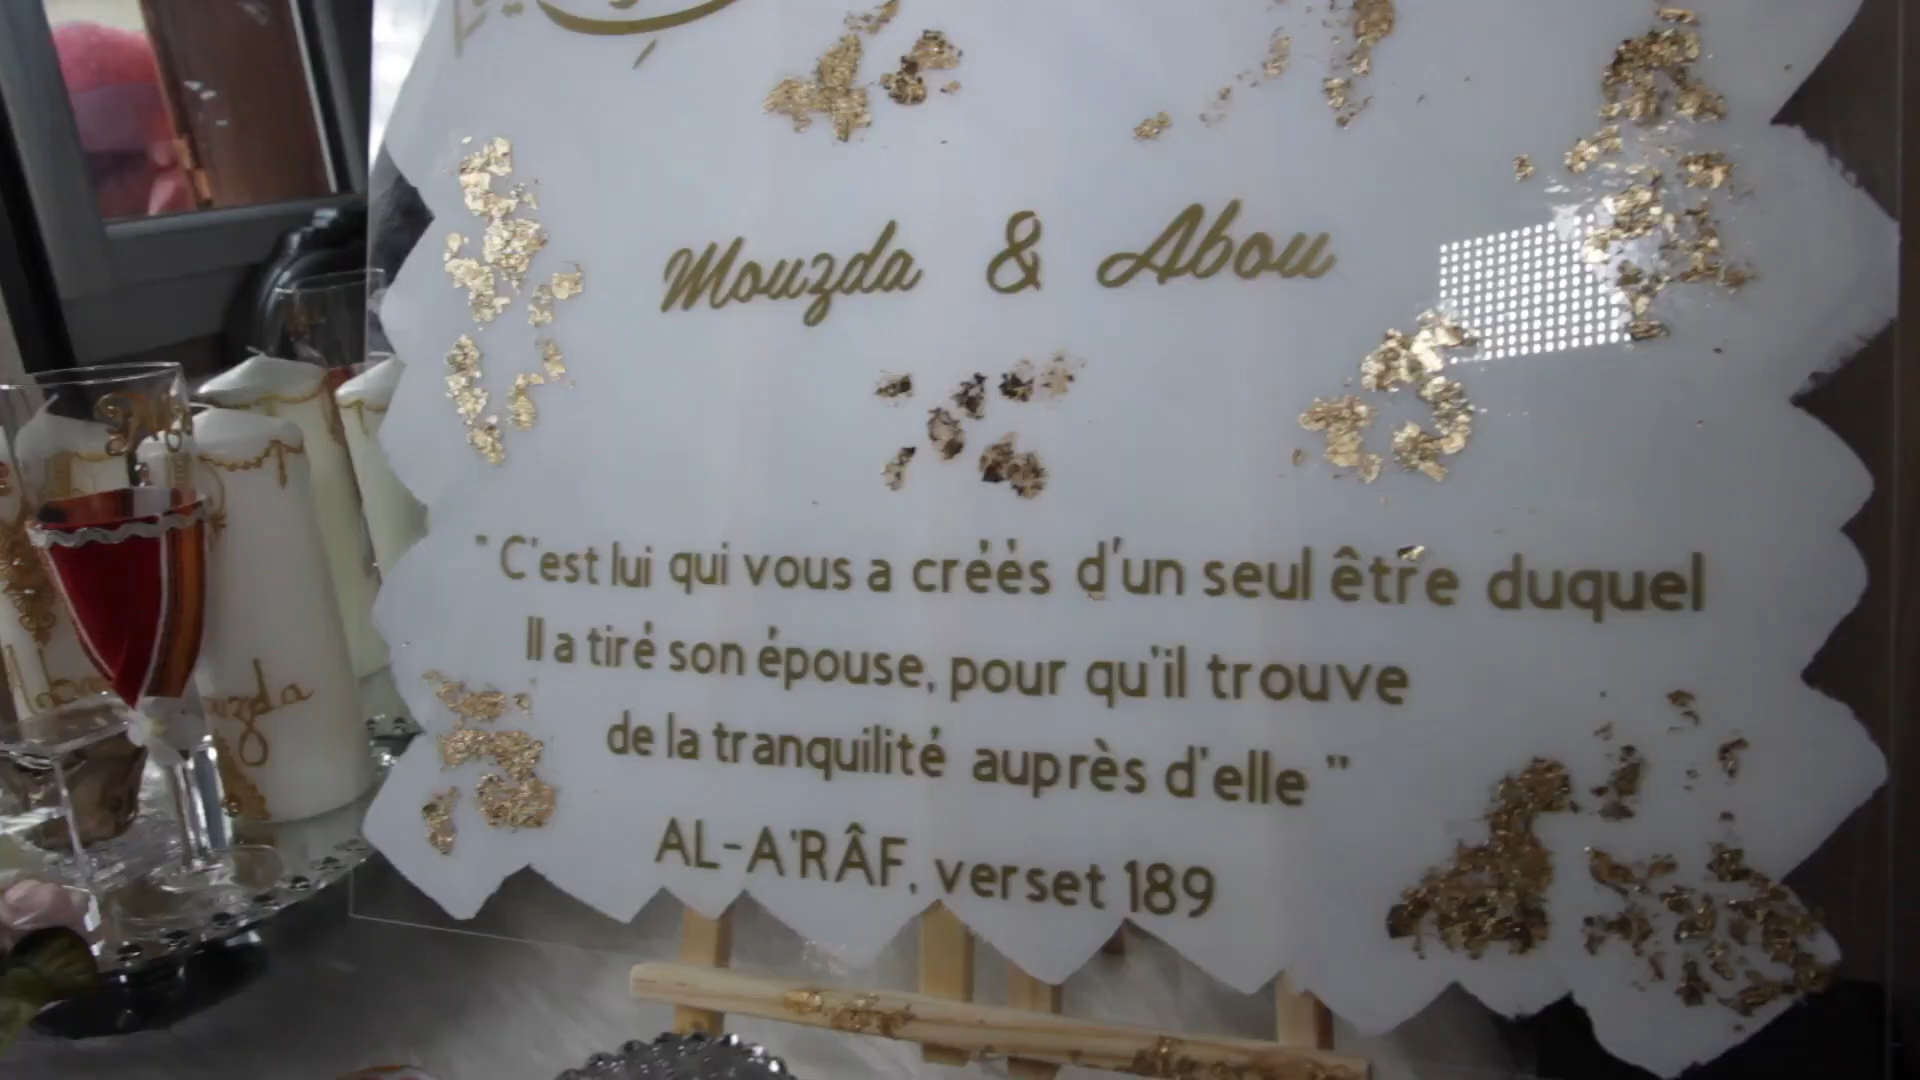 Mouzda & Abou
"C'est lui qui vous a créés d'un seul être duquel
Il a tiré son épouse, pour qu'il trouve
de la tranquilité auprès d'elle"
AL-A'RÂF, verset 189